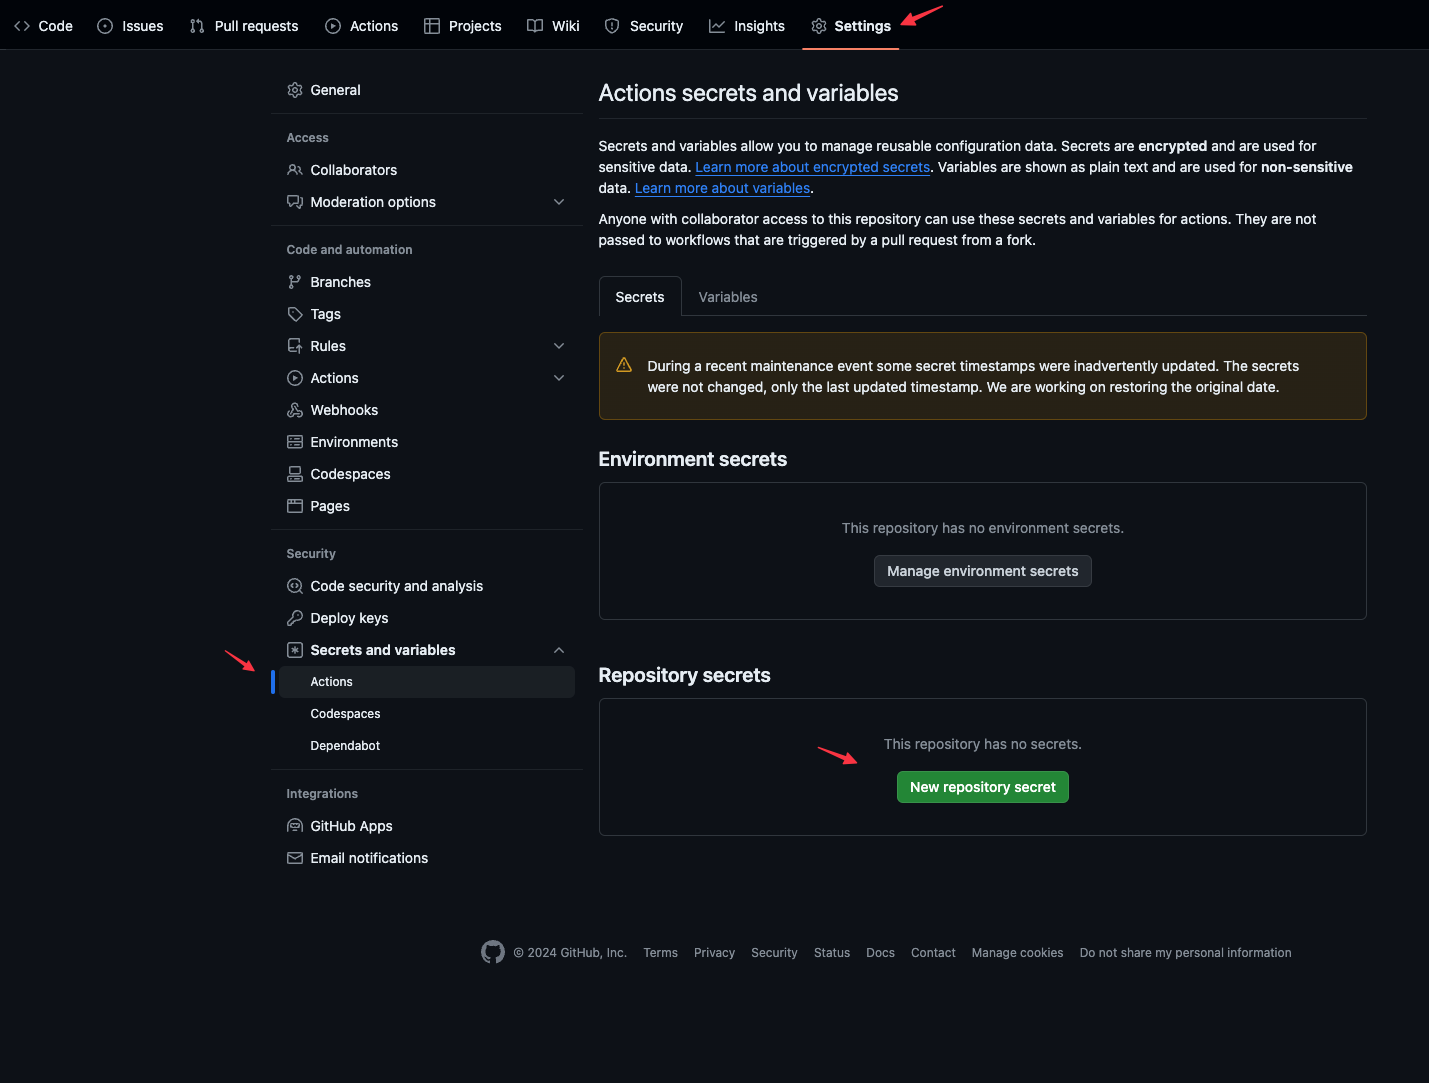 Code
Issues
Pull requests
Actions
Projects
Wiki
Security
Insights
Settings
General
Access
Collaborators
Moderation options
Code and automation
Branches
Tags
Rules
Actions
Webhooks
Environments
Codespaces
Pages
Security
Code security and analysis
Deploy keys
Secrets and variables
Actions
Codespaces
Dependabot
Integrations
GitHub Apps
Email notifications
Actions secrets and variables
Secrets and variables allow you to manage reusable configuration data. Secrets are encrypted and are used for
sensitive data. Learn more about encrypted secrets. Variables are shown as plain text and are used for non-sensitive
data. Learn more about variables.
Anyone with collaborator access to this repository can use these secrets and variables for actions. They are not
passed to workflows that are triggered by a pull request from a fork.
Secrets
Variables
During a recent maintenance event some secret timestamps were inadvertently updated. The secrets
were not changed, only the last updated timestamp. We are working on restoring the original date.
Environment secrets
This repository has no environment secrets.
Manage environment secrets
Repository secrets
This repository has no secrets.
New repository secret
© 2024 GitHub, Inc.
Terms
Privacy
Security
Status
Docs
Contact
Manage cookies
Do not share my personal information